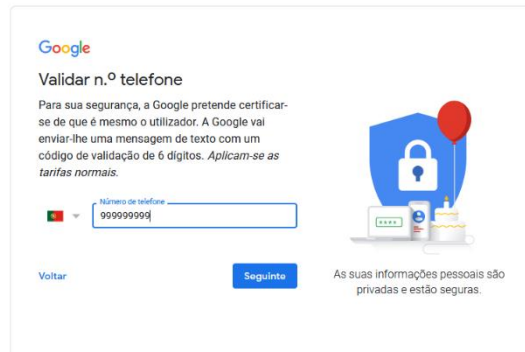 Google
Validar n.º telefone
Para sua segurança, a Google pretende certificar-
se de que é mesmo o utilizador. A Google vai
enviar-lhe uma mensagem de texto com um
código de validação de 6 dígitos. Aplicam-se as
tarifas normais.
Número de telefone
999999999
Voltar
Seguinte
As suas informações pessoais são
privadas e estão seguras.